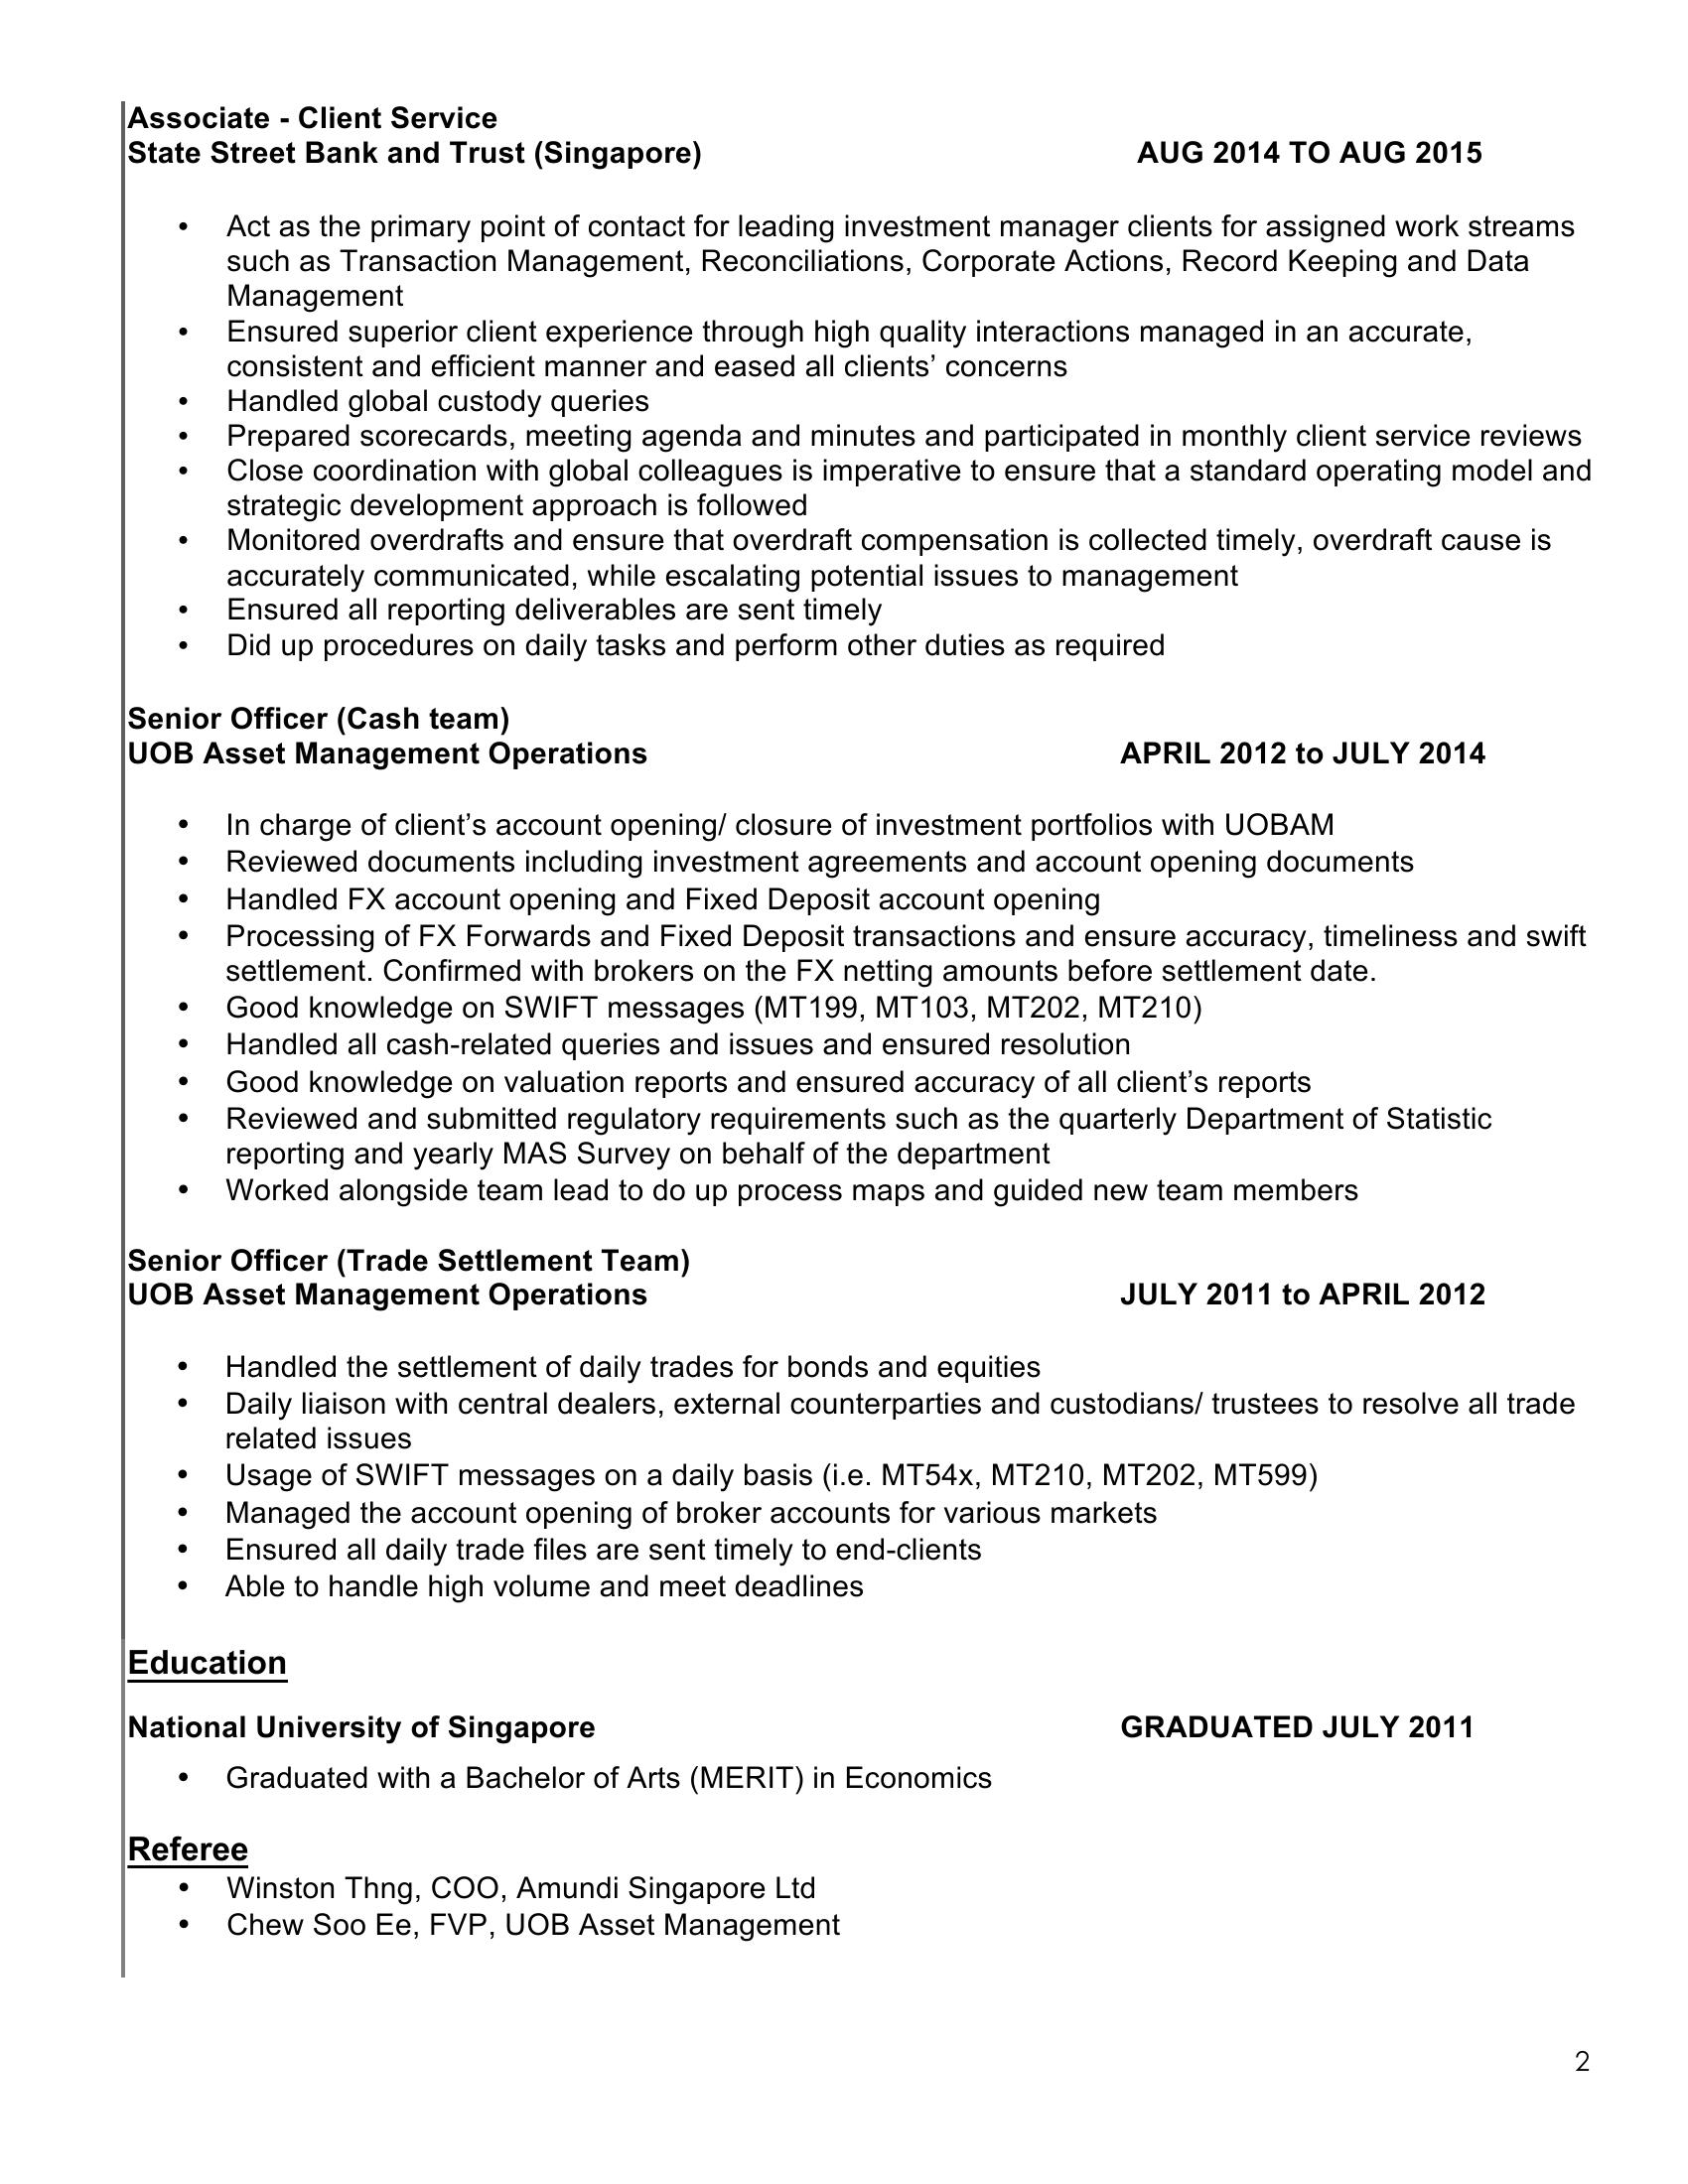 Associate - Client Service
State Street Bank and Trust (Singapore) AUG 2014 TO AUG 2015
• Act as the primary point of contact for leading investment manager clients for assigned work streams
such as Transaction Management, Reconciliations, Corporate Actions, Record Keeping and Data
Management
• Ensured superior client experience through high quality interactions managed in an accurate,
consistent and efficient manner and eased all clients’ concerns
• Handled global custody queries
• Prepared scorecards, meeting agenda and minutes and participated in monthly client service reviews
• Close coordination with global colleagues is imperative to ensure that a standard operating model and
strategic development approach is followed
• Monitored overdrafts and ensure that overdraft compensation is collected timely, overdraft cause is
accurately communicated, while escalating potential issues to management
• Ensured all reporting deliverables are sent timely
• Did up procedures on daily tasks and perform other duties as required
Senior Officer (Cash team)
UOB Asset Management Operations APRIL 2012 to JULY 2014
• In charge of client’s account opening/ closure of investment portfolios with UOBAM
• Reviewed documents including investment agreements and account opening documents
• Handled FX account opening and Fixed Deposit account opening
• Processing of FX Forwards and Fixed Deposit transactions and ensure accuracy, timeliness and swift
settlement. Confirmed with brokers on the FX netting amounts before settlement date.
• Good knowledge on SWIFT messages (MT199, MT103, MT202, MT210)
• Handled all cash-related queries and issues and ensured resolution
• Good knowledge on valuation reports and ensured accuracy of all client’s reports
• Reviewed and submitted regulatory requirements such as the quarterly Department of Statistic
reporting and yearly MAS Survey on behalf of the department
• Worked alongside team lead to do up process maps and guided new team members
Senior Officer (Trade Settlement Team)
UOB Asset Management Operations JULY 2011 to APRIL 2012
• Handled the settlement of daily trades for bonds and equities
• Daily liaison with central dealers, external counterparties and custodians/ trustees to resolve all trade
related issues
• Usage of SWIFT messages on a daily basis (i.e. MT54x, MT210, MT202, MT599)
• Managed the account opening of broker accounts for various markets
• Ensured all daily trade files are sent timely to end-clients
• Able to handle high volume and meet deadlines
Education
National University of Singapore GRADUATED JULY 2011
• Graduated with a Bachelor of Arts (MERIT) in Economics
Referee
• Winston Thng, COO, Amundi Singapore Ltd
• Chew Soo Ee, FVP, UOB Asset Management
2